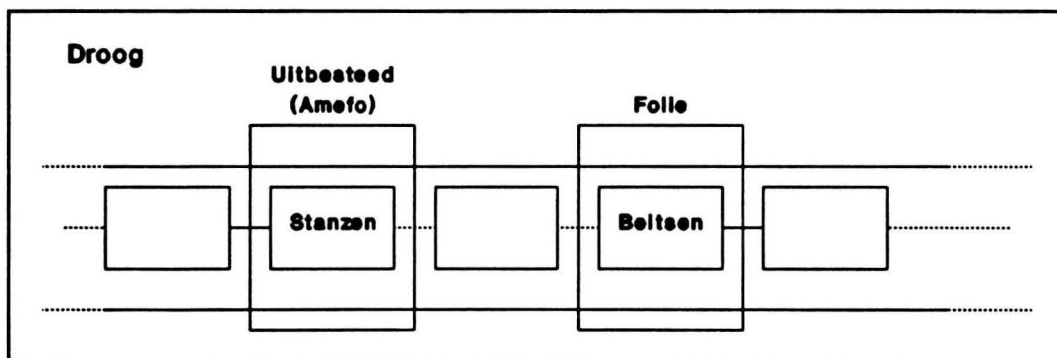 Droog
Uitbesteed
(Amefo)
Folie
Stanzen
Beitsen